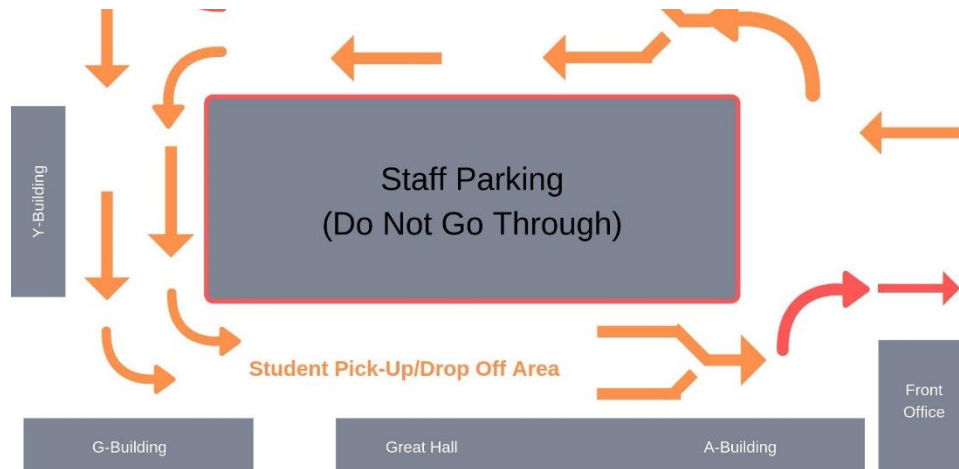 Staff Parking
(Do Not Go Through)
Y-Building
Student Pick-Up/Drop Off Area
Front
Office
G-Building
Great Hall
A-Building